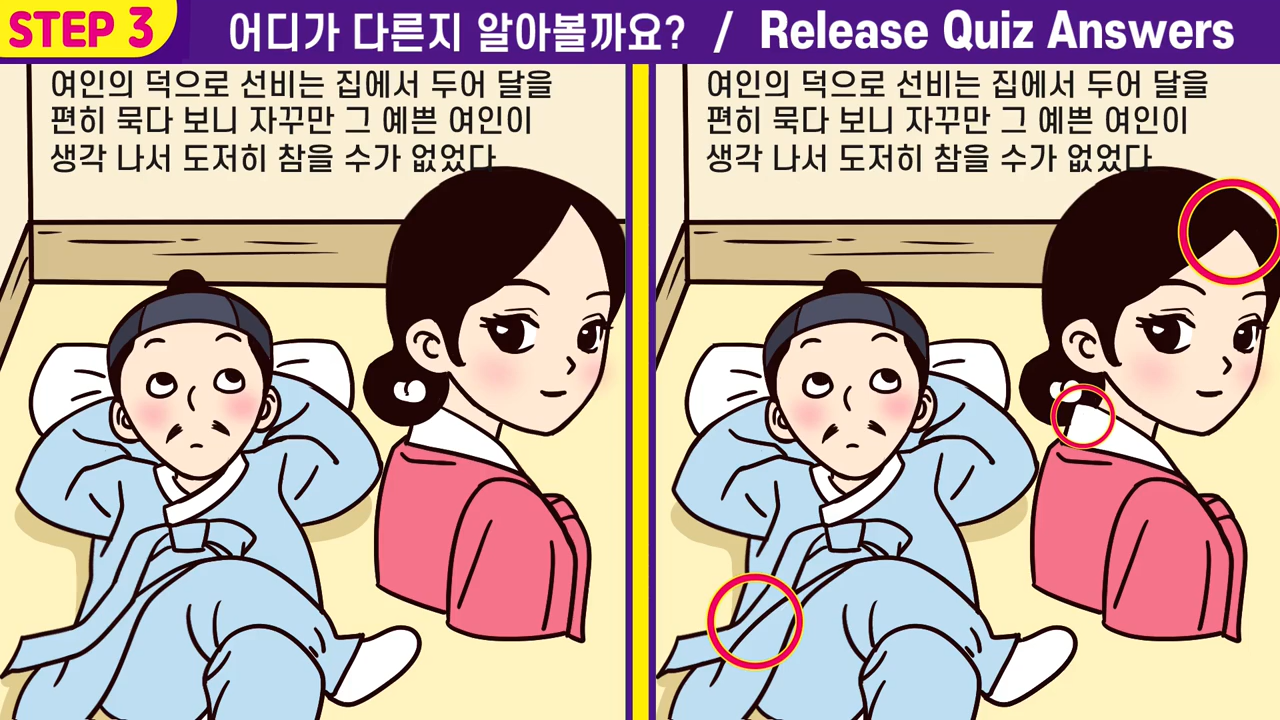 STEP 3
어디가 다른지 알아볼까요? / Release Quiz Answers
여인의 덕으로 선비는 집에서 두어 달을
편히 묵다 보니 자꾸만 그 예쁜 여인이
생각 나서 도저히 참을 수가 없었다
여인의 덕으로 선비는 집에서 두어 달을
편히 묵다 보니 자꾸만 그 예쁜 여인이
생각 나서 도저히 참을 수가 없었다